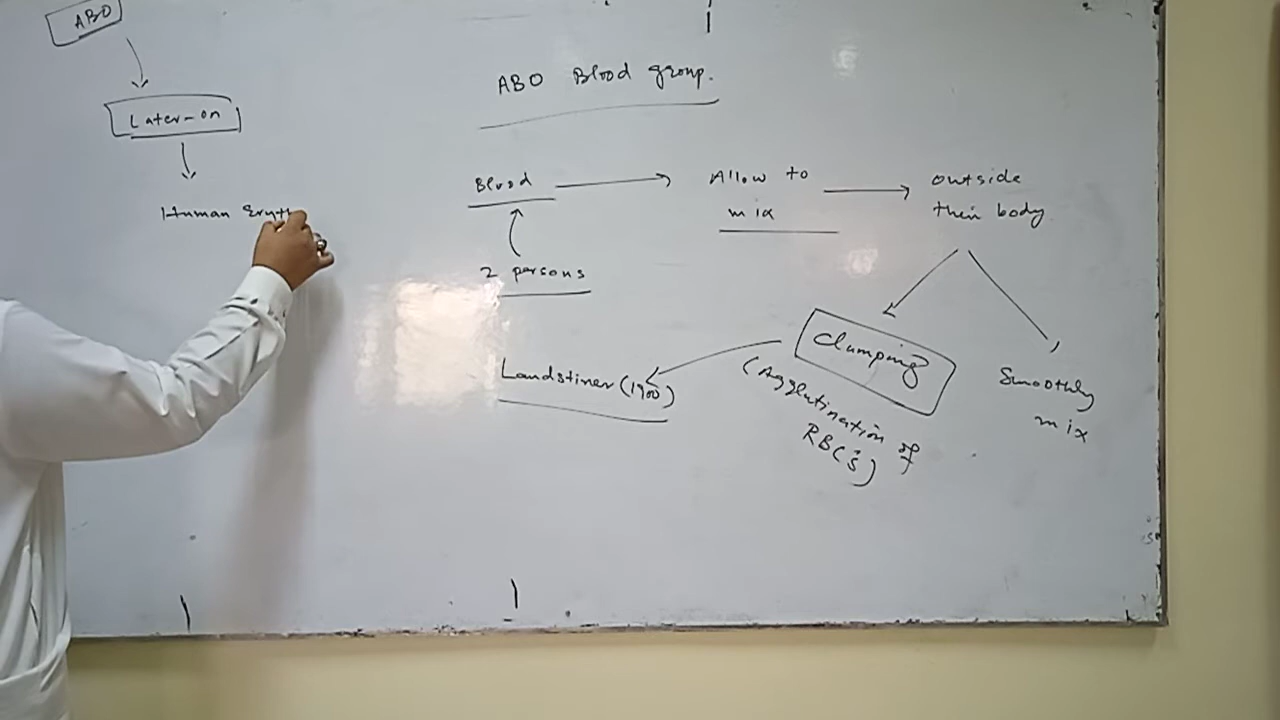 ABO
Later-on
Human Eryth
ABO Blood group.
Blood
Allow to
mix
outside
their body
2 persons
Clumping
(Agglutination of
RBC's)
Smoothly
mix
Landstiner (1900)